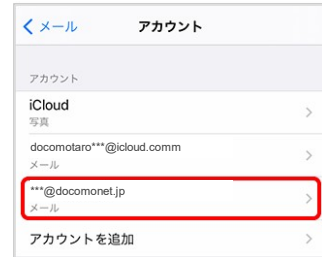 メール
アカウント
アカウント
iCloud
写真
docomotaro***@icloud.comm
メール
***@docomonet.jp
メール
アカウントを追加